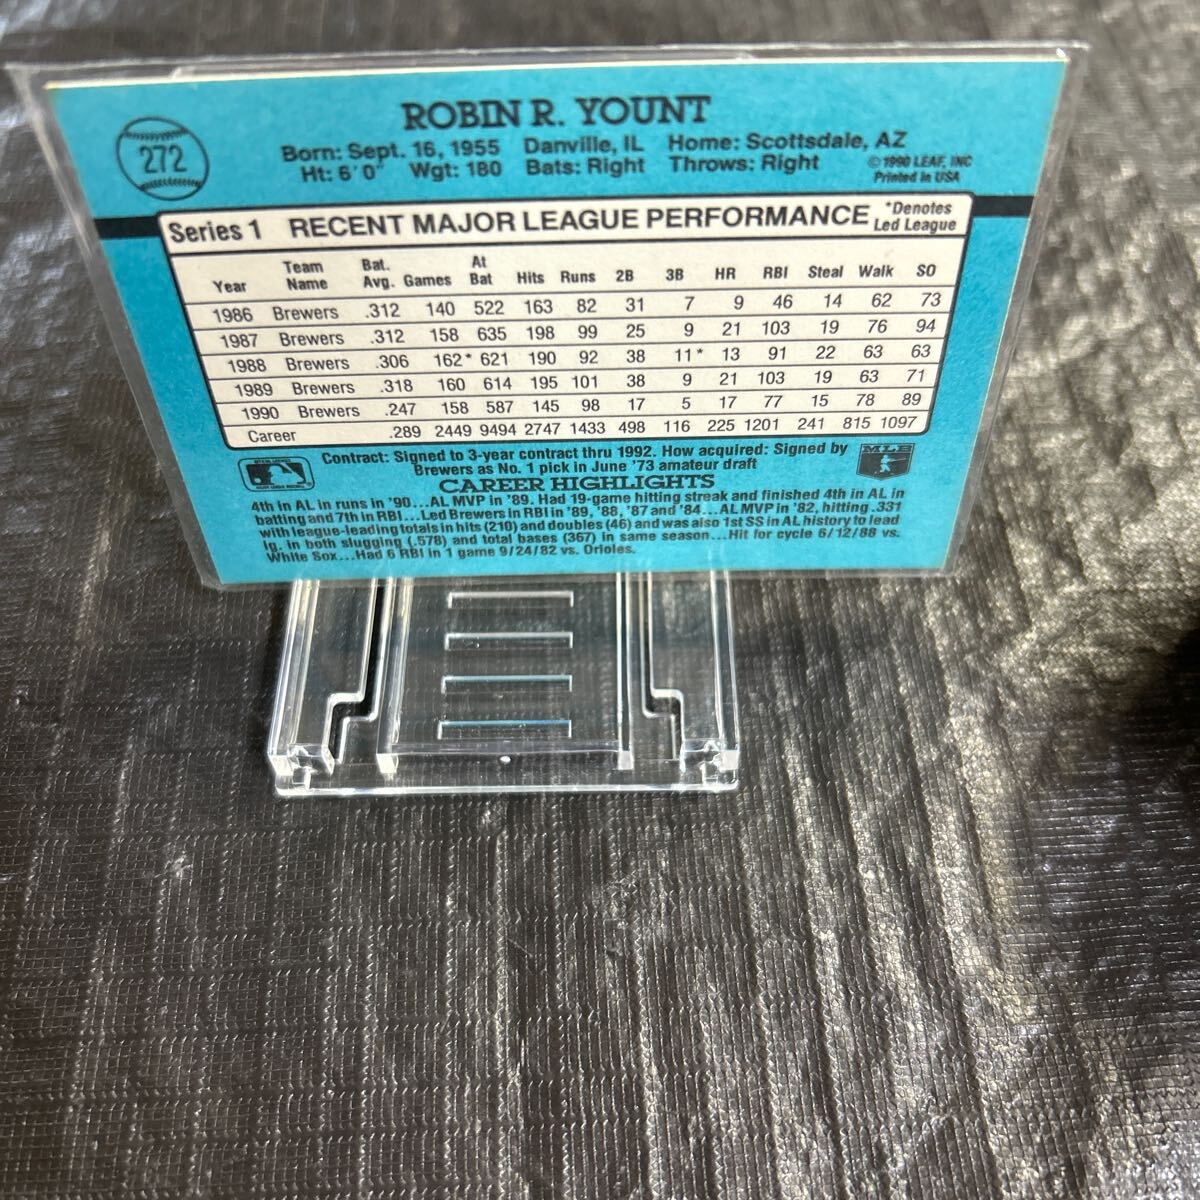 272
ROBIN R. YOUNT
Born: Sept. 16, 1955 Danville, IL Home: Scottsdale, AZ
Ht: 6'0" Wgt: 180 Bats: Right Throws: Right
© 1990 LEAF, INC
Printed in USA
Series 1 RECENT MAJOR LEAGUE PERFORMANCE *Denotes Led League
Year Team Name Bat. Avg. Games At Bat Hits Runs 2B 3B HR RBI Steal Walk SO
1986 Brewers .312 140 522 163 82 31 7 9 46 14 62 73
1987 Brewers .312 158 635 198 99 25 9 21 103 19 76 94
1988 Brewers .306 162* 621 190 92 38 11* 13 91 22 63 63
1989 Brewers .318 160 614 195 101 38 9 21 103 19 63 71
1990 Brewers .247 158 587 145 98 17 5 17 77 15 78 89
Career .289 2449 9494 2747 1433 498 116 225 1201 241 815 1097
Contract: Signed to 3-year contract thru 1992. How acquired: Signed by
Brewers as No. 1 pick in June '73 amateur draft
MLB
CAREER HIGHLIGHTS
4th in AL in runs in '90...AL MVP in '89. Had 19-game hitting streak and finished 4th in AL in
batting and 7th in RBI...Led Brewers in RBI in '89, '88, '87 and '84...AL MVP in '82, hitting .331
with league-leading totals in hits (210) and doubles (46) and was also 1st SS in AL history to lead
lg. in both slugging (.578) and total bases (367) in same season...Hit for cycle 6/12/88 vs.
White Sox...Had 6 RBI in 1 game 9/24/82 vs. Orioles.